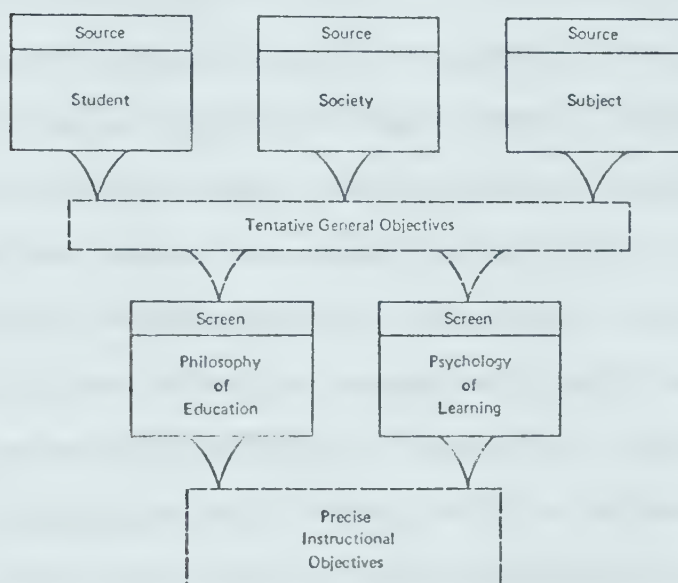 Source
Student
Source
Society
Source
Subject
Tentative General Objectives
Screen
Philosophy
of
Education
Screen
Psychology
of
Learning
Precise
Instructional
Objectives